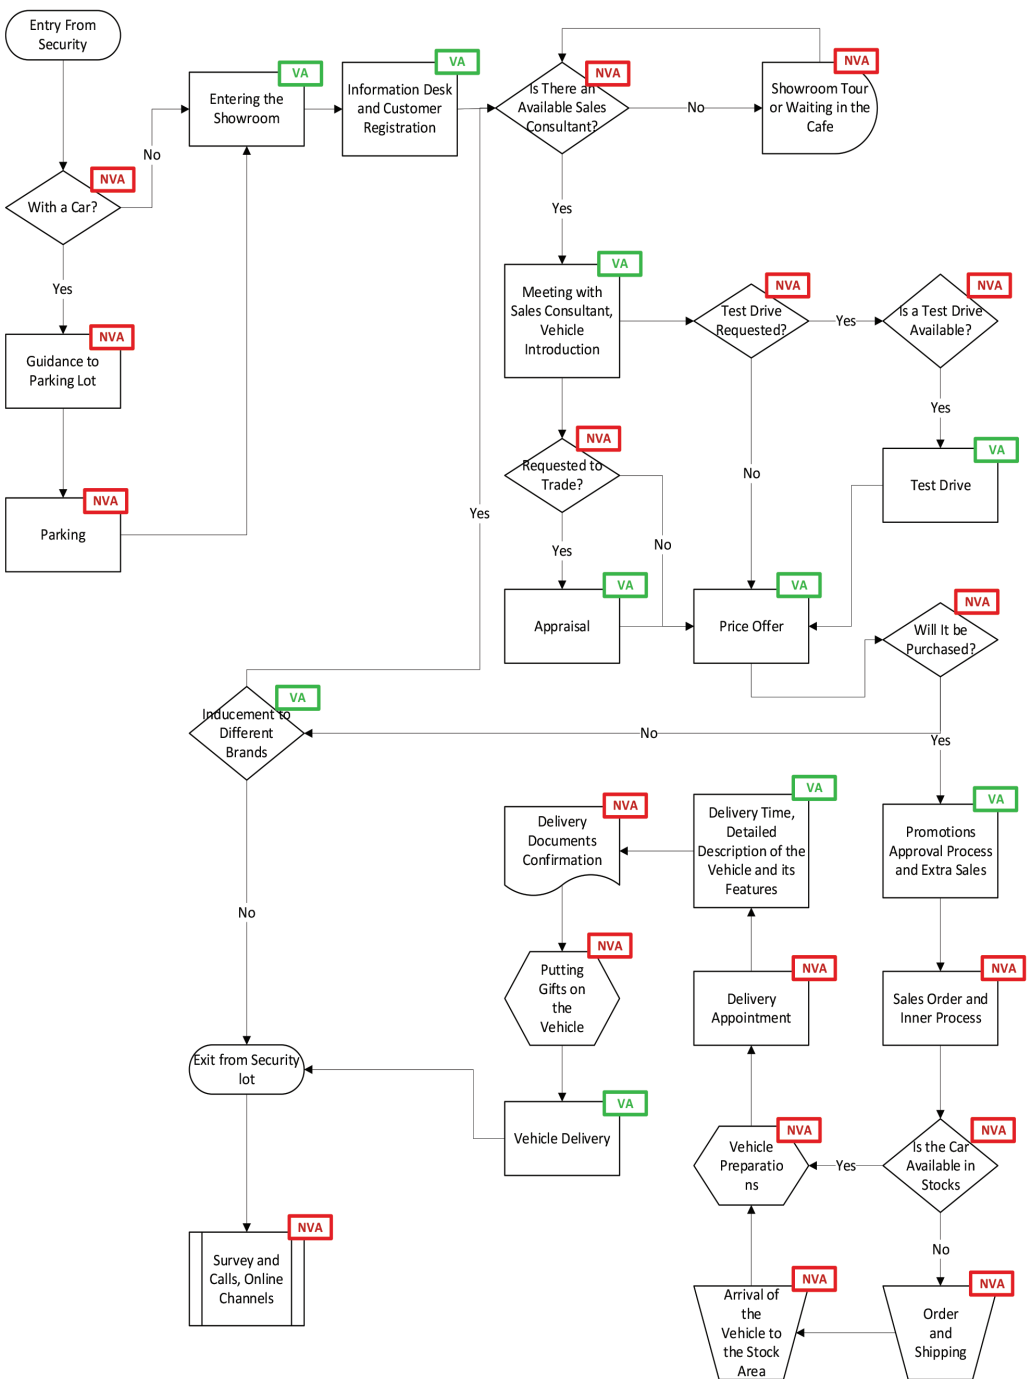 Entry From
Security
NVA
With a Car?
No
Yes
NVA
Guidance to
Parking Lot
NVA
Parking
VA
Entering the
Showroom
VA
Information Desk
and Customer
Registration
NVA
Is There an
Available Sales
Consultant?
No
NVA
Showroom Tour
or Waiting in the
Cafe
Yes
VA
Meeting with
Sales Consultant,
Vehicle
Introduction
NVA
Test Drive
Requested?
Yes
NVA
Is a Test Drive
Available?
Yes
VA
Test Drive
No
NVA
Requested to
Trade?
No
Yes
VA
Appraisal
VA
Price Offer
NVA
Will It be
Purchased?
No
Yes
VA
Inducement to
Different
Brands
Yes
No
VA
Promotions
Approval Process
and Extra Sales
NVA
Sales Order and
Inner Process
NVA
Is the Car
Available in
Stocks
Yes
No
NVA
Order
and
Shipping
NVA
Arrival of
the
Vehicle to
the Stock
Area
NVA
Vehicle
Preparatio
ns
NVA
Delivery
Appointment
VA
Delivery Time,
Detailed
Description of the
Vehicle and its
Features
NVA
Delivery
Documents
Confirmation
NVA
Putting
Gifts on
the
Vehicle
VA
Vehicle Delivery
Exit from Security
lot
NVA
Survey and
Calls, Online
Channels